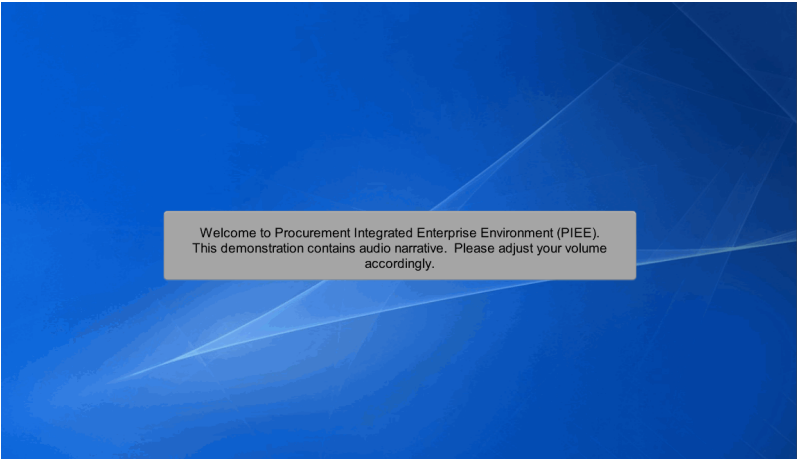 Welcome to Procurement Integrated Enterprise Environment (PIEE).
This demonstration contains audio narrative.  Please adjust your volume
accordingly.